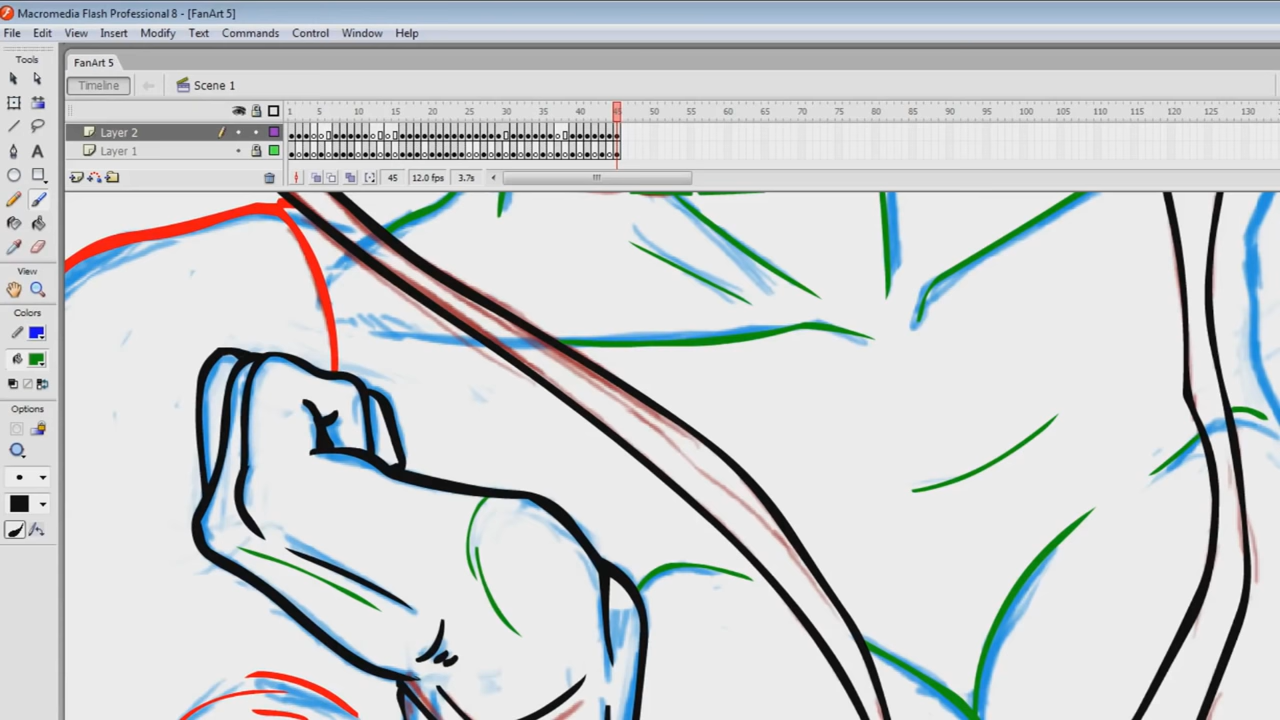 Macromedia Flash Professional 8 - [FanArt 5]
File Edit View Insert Modify Text Commands Control Window Help
Tools
FanArt 5
Timeline Scene 1
1 5 10 15 20 25 30 35 40 45 50 55 60 65 70 75 80 85 90 95 100 105 110 115 120 125 130
Layer 2
Layer 1
45 12.0 fps 3.7s
View
Colors
Options